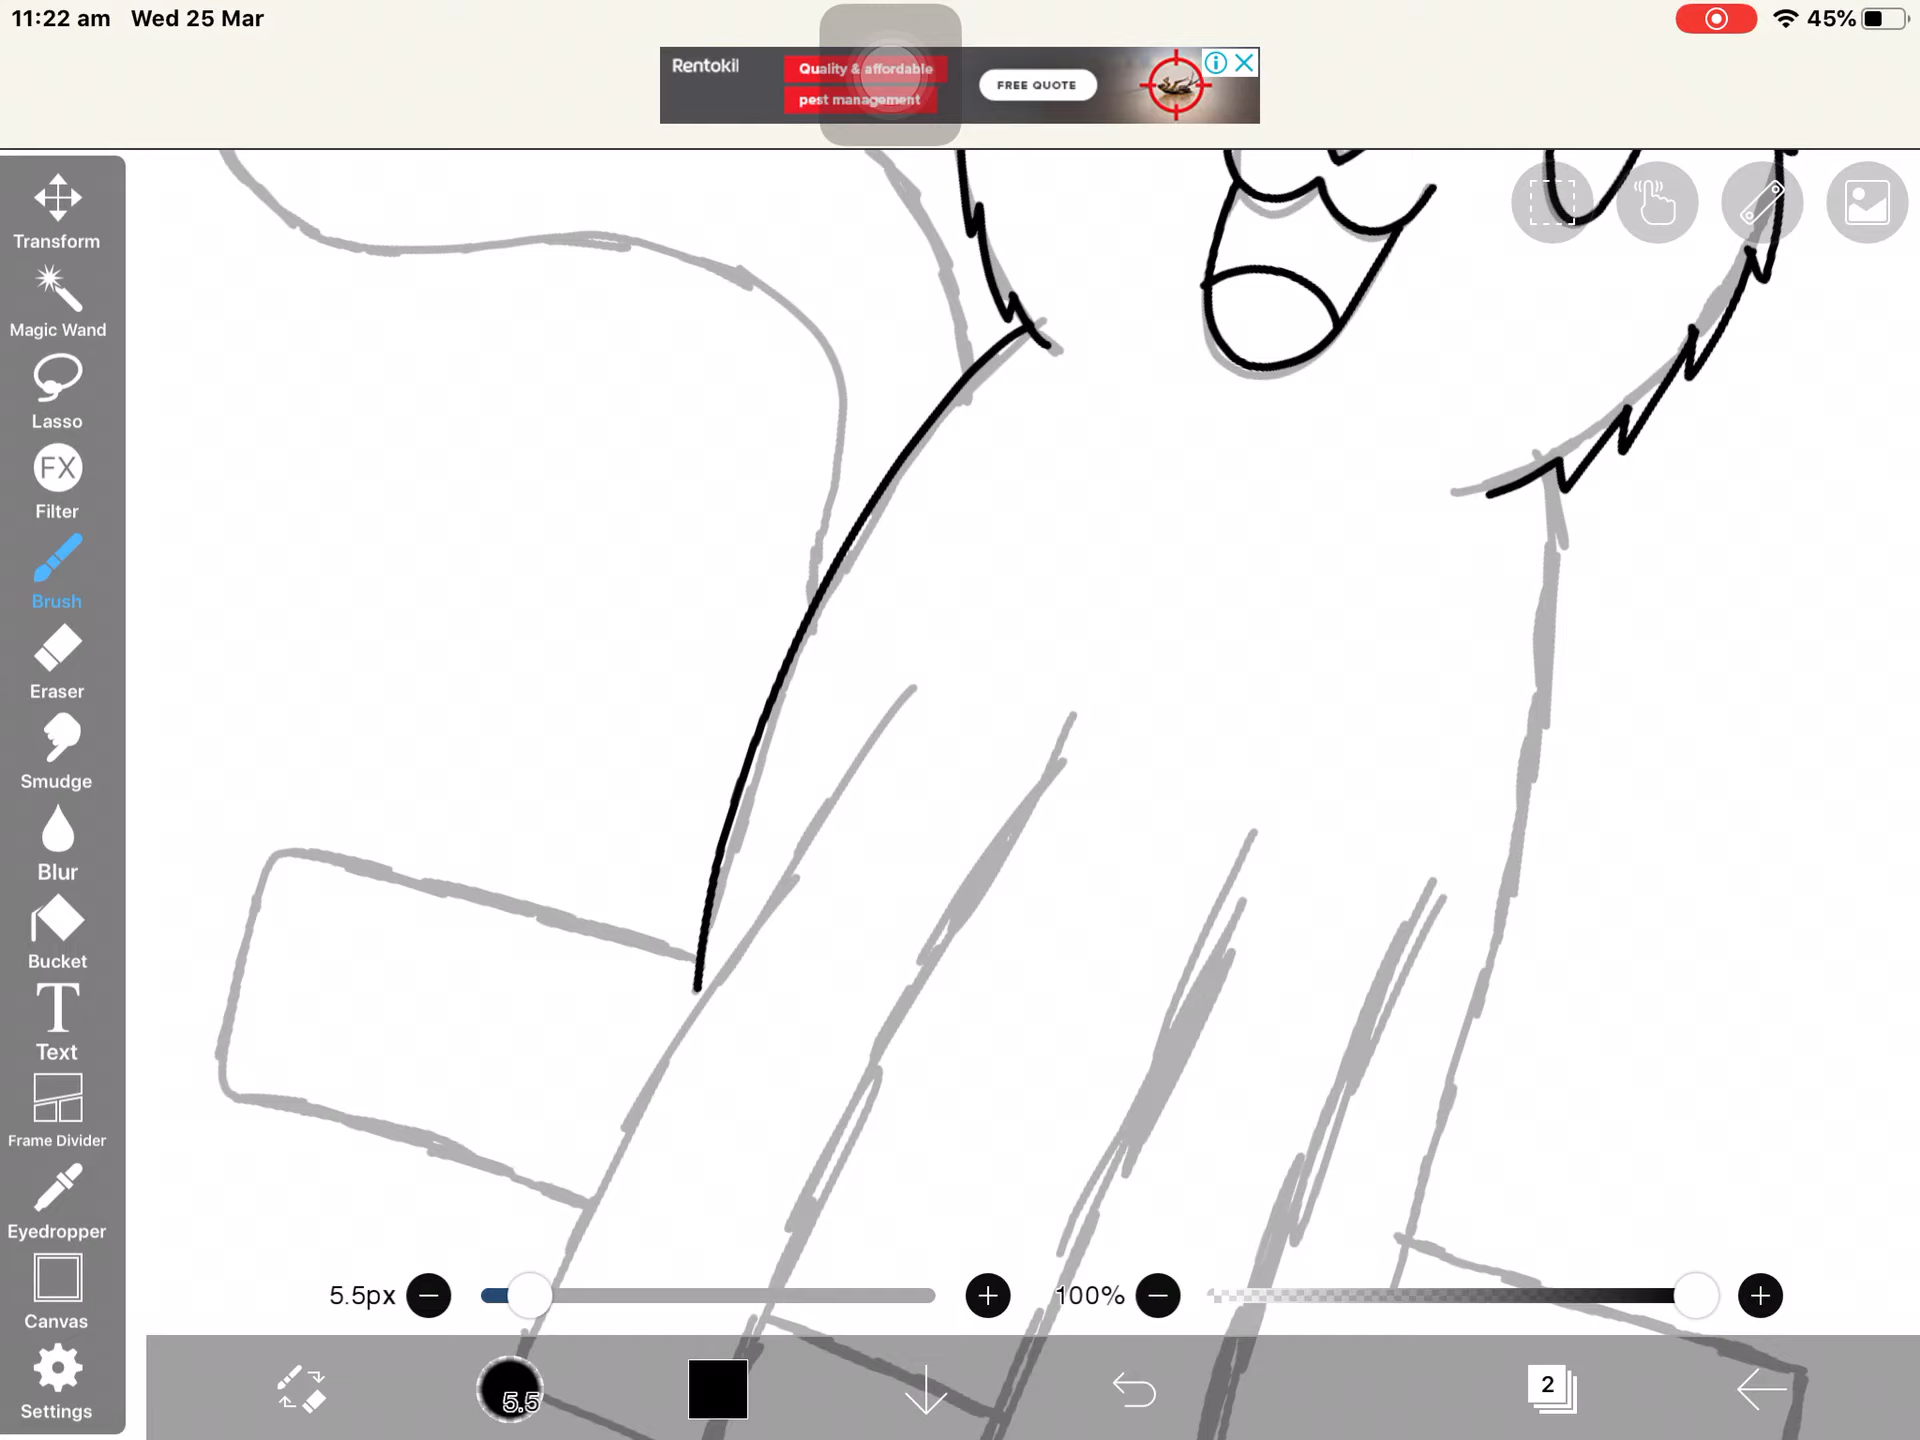 11:22 am Wed 25 Mar
45%
Rentokil
Quality & affordable
pest management
FREE QUOTE
Transform
Magic Wand
Lasso
FX
Filter
Brush
Eraser
Smudge
Blur
Bucket
T
Text
Frame Divider
Eyedropper
Canvas
Settings
5.5px
100%
5.5
2